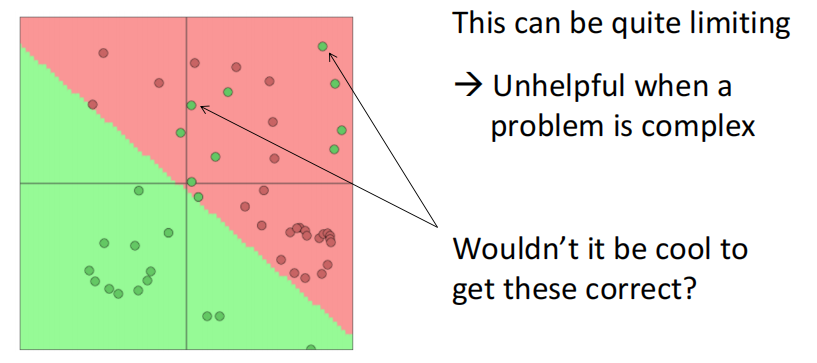 This can be quite limiting
→ Unhelpful when a
problem is complex
Wouldn’t it be cool to
get these correct?